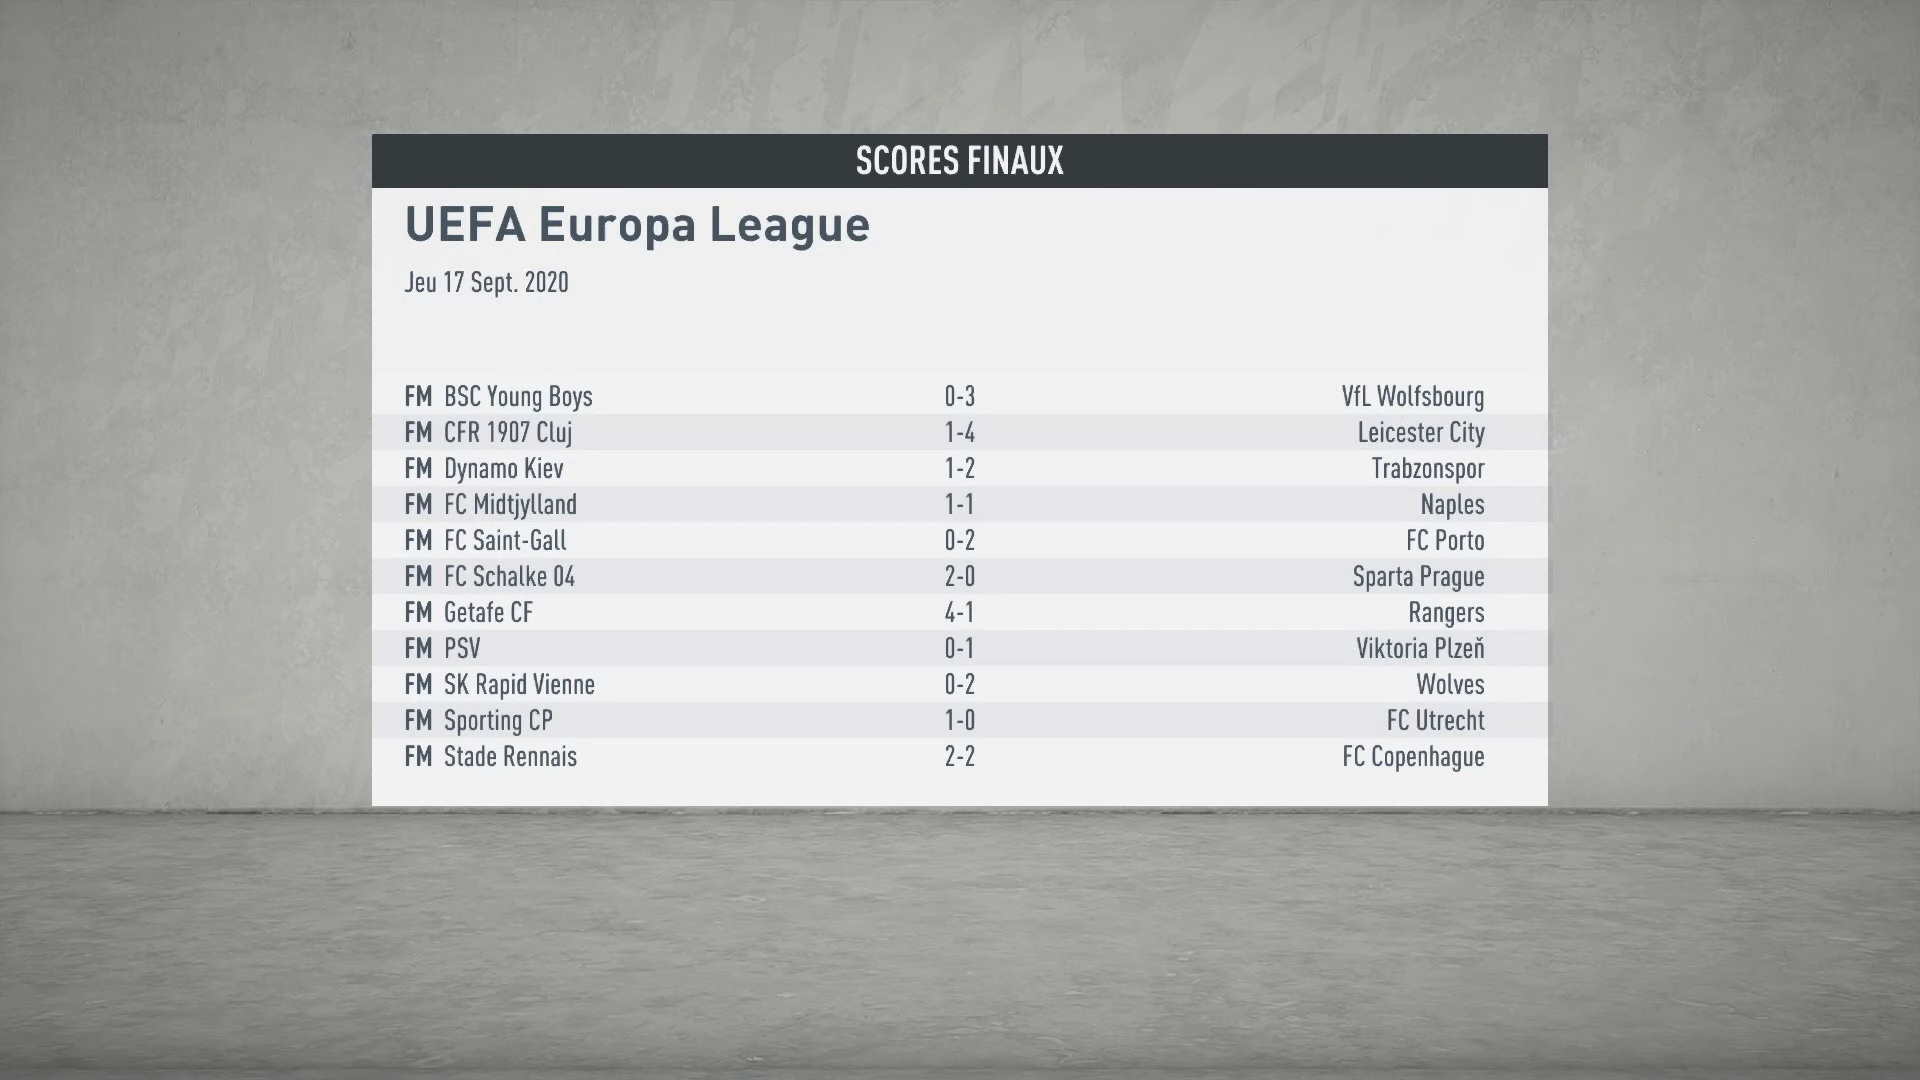 SCORES FINAUX
UEFA Europa League
Jeu 17 Sept. 2020
FM BSC Young Boys 0-3 VfL Wolfsbourg
FM CFR 1907 Cluj 1-4 Leicester City
FM Dynamo Kiev 1-2 Trabzonspor
FM FC Midtjylland 1-1 Naples
FM FC Saint-Gall 0-2 FC Porto
FM FC Schalke 04 2-0 Sparta Prague
FM Getafe CF 4-1 Rangers
FM PSV 0-1 Viktoria Plzeň
FM SK Rapid Vienne 0-2 Wolves
FM Sporting CP 1-0 FC Utrecht
FM Stade Rennais 2-2 FC Copenhague